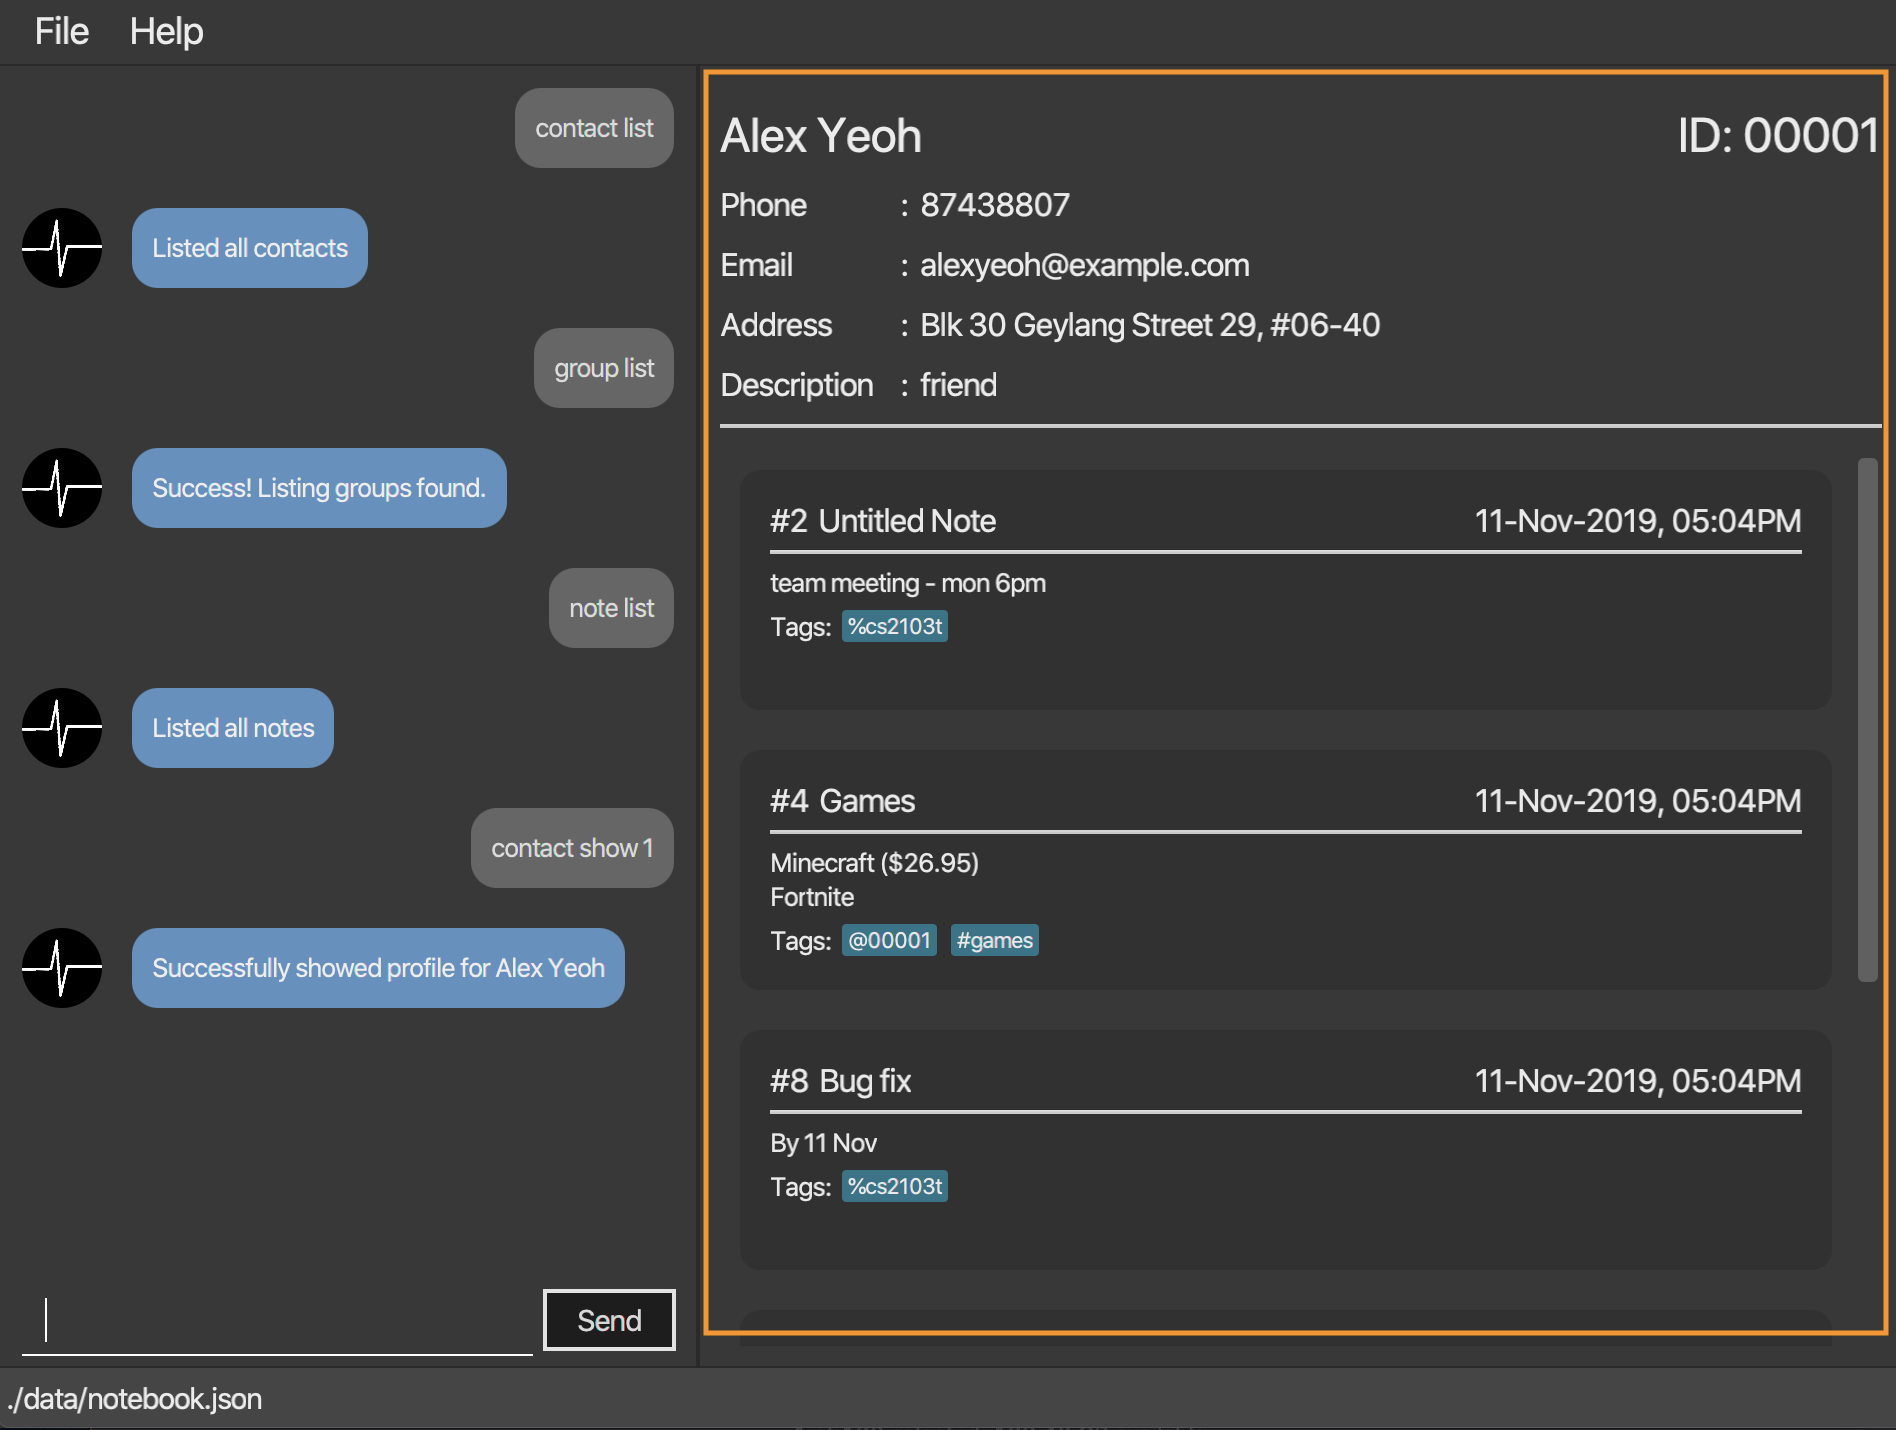 File Help
contact list
Listed all contacts
group list
Success! Listing groups found.
note list
Listed all notes
contact show 1
Successfully showed profile for Alex Yeoh
Send
Alex Yeoh ID: 00001
Phone : 87438807
Email : alexyeoh@example.com
Address : Blk 30 Geylang Street 29, #06-40
Description : friend
#2 Untitled Note 11-Nov-2019, 05:04PM
team meeting - mon 6pm
Tags: %cs2103t
#4 Games 11-Nov-2019, 05:04PM
Minecraft ($26.95)
Fortnite
Tags: @00001 #games
#8 Bug fix 11-Nov-2019, 05:04PM
By 11 Nov
Tags: %cs2103t
./data/notebook.json